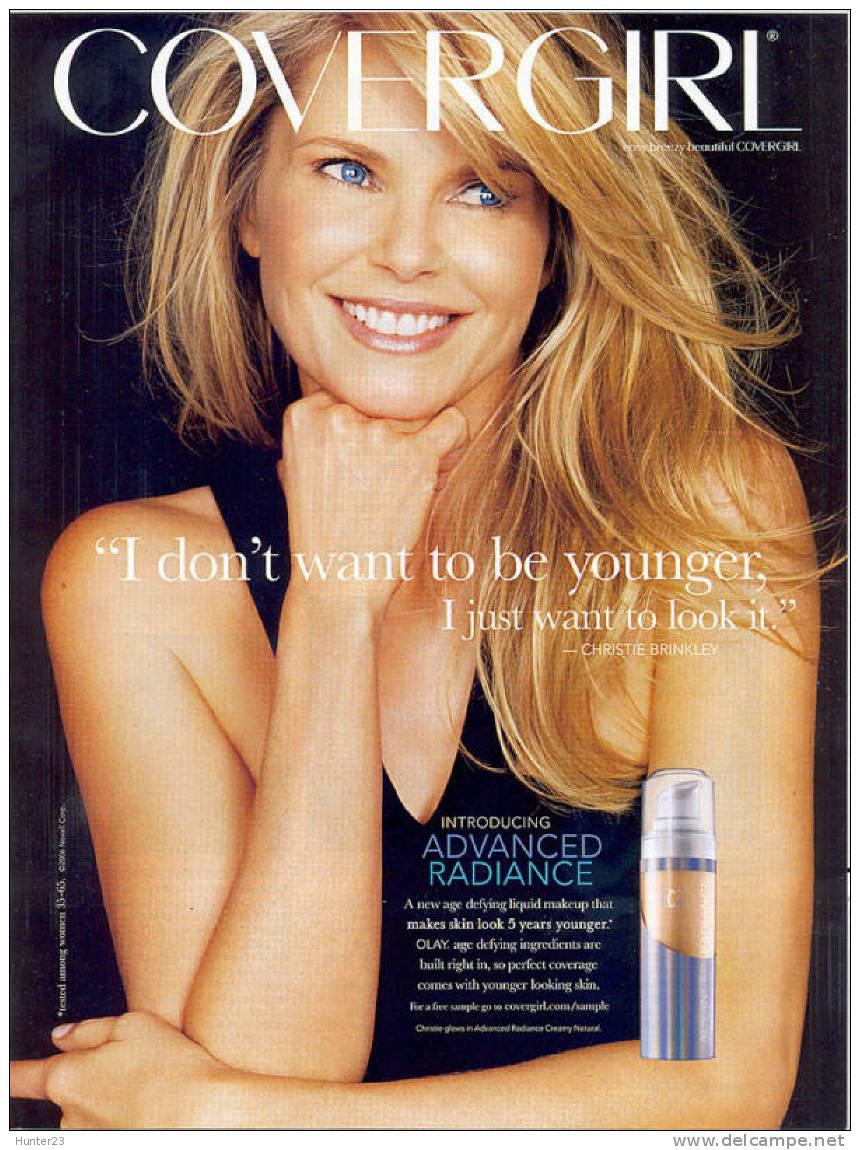 COVERGIRL®
easy breezy beautiful COVERGIRL
“I don’t want to be younger,
I just want to look it.”
— CHRISTIE BRINKLEY
INTRODUCING
ADVANCED
RADIANCE
A new age defying liquid makeup that
makes skin look 5 years younger.*
OLAY. age defying ingredients are
built right in, so perfect coverage
comes with younger looking skin.
For a free sample go to covergirl.com/sample
Christie glows in Advanced Radiance Creamy Natural.
*tested among women 35-65. ©2006 Noxell Corp.
Hunter23
www.delcampe.net